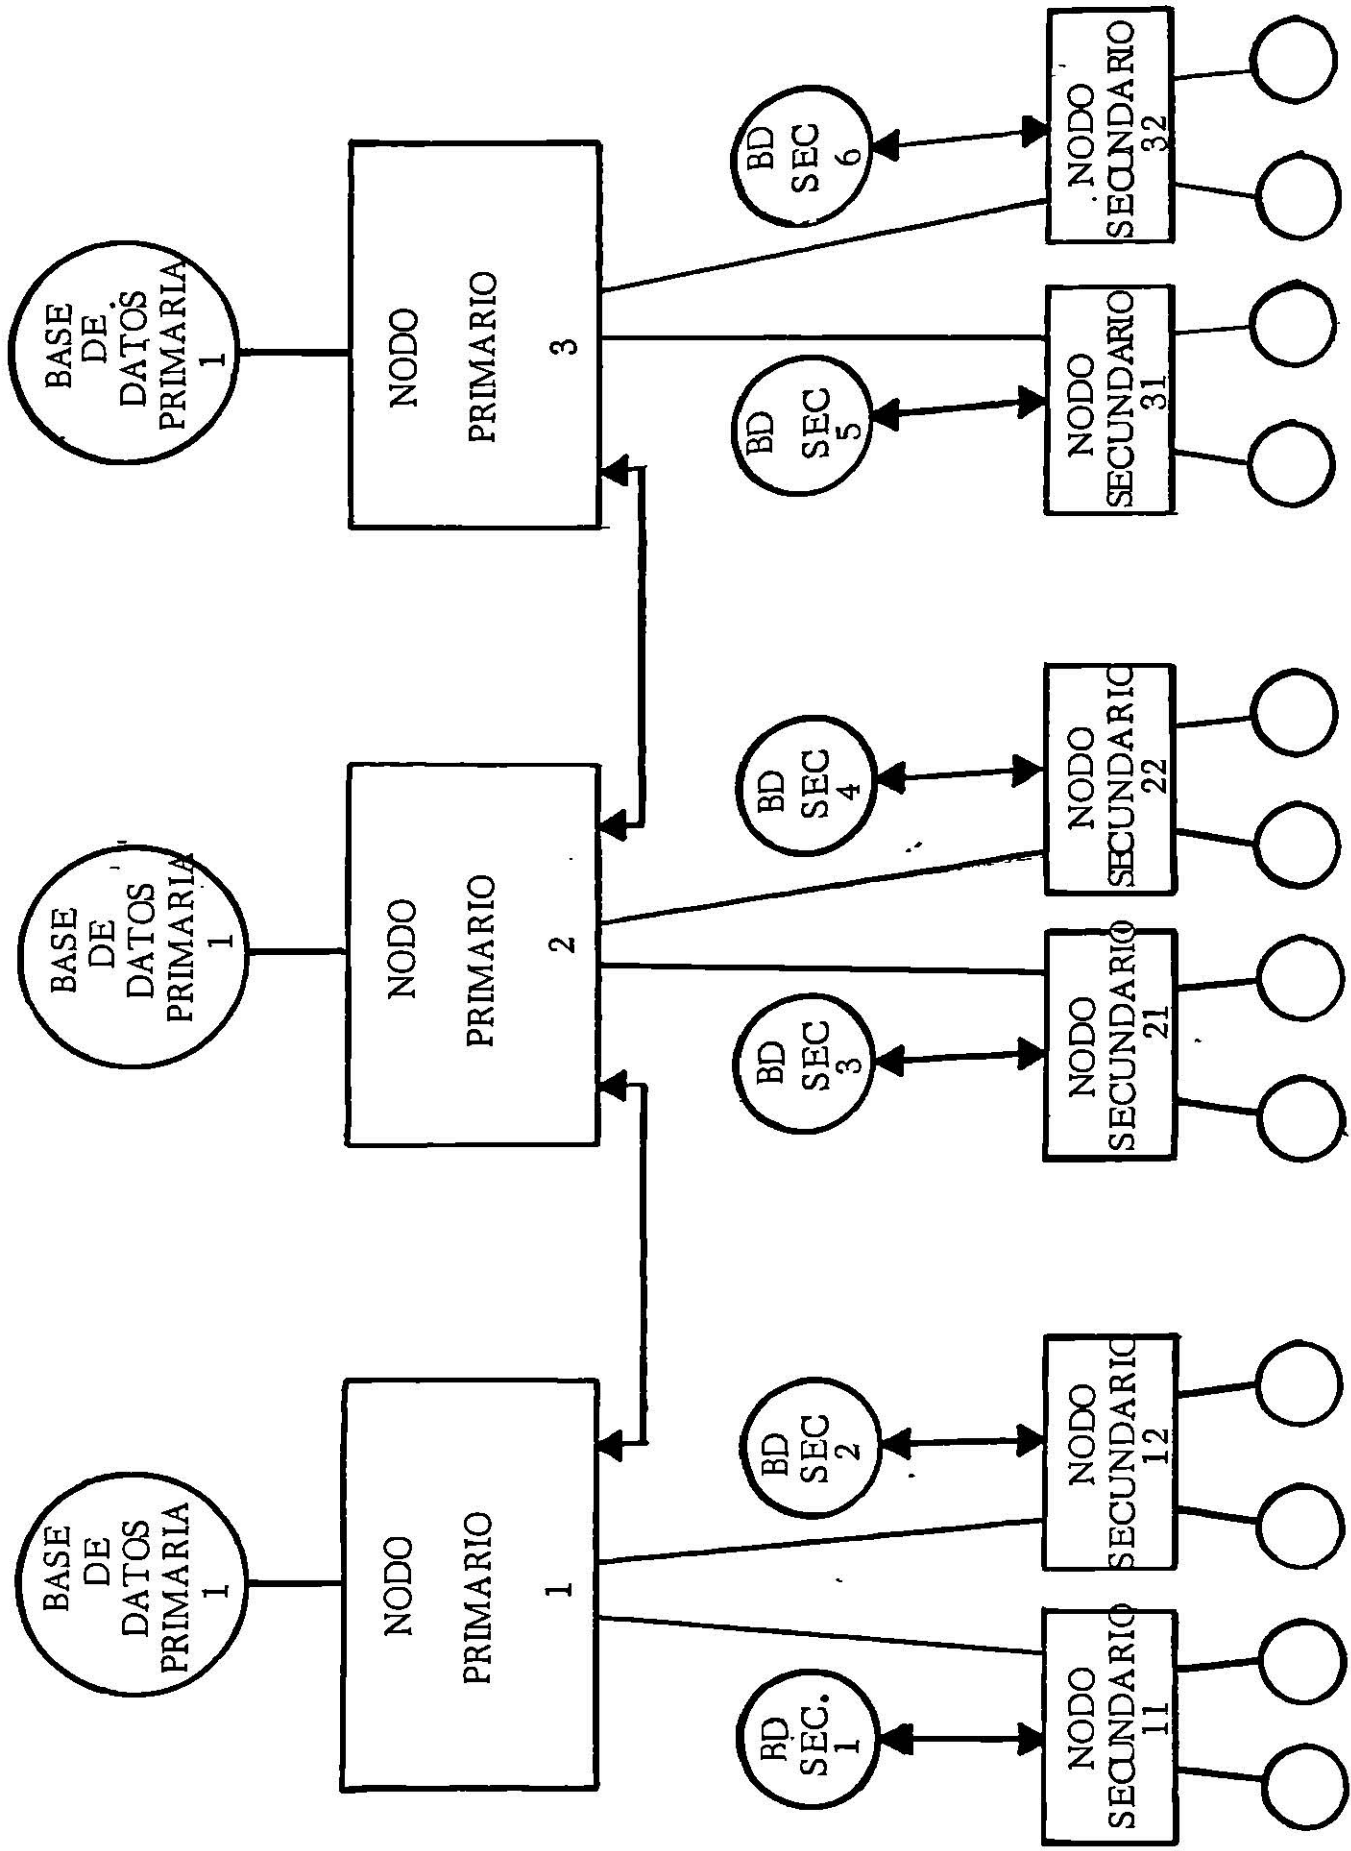 BASE
DE
DATOS
PRIMARIA
1
BASE
DE
DATOS
PRIMARIA
1
BASE
DE
DATOS
PRIMARIA
1
NODO
PRIMARIO
1
NODO
PRIMARIO
2
NODO
PRIMARIO
3
BD
SEC.
1
BD
SEC
2
BD
SEC
3
BD
SEC
4
BD
SEC
5
BD
SEC
6
NODO
SECUNDARIO
11
NODO
SECUNDARIO
12
NODO
SECUNDARIO
21
NODO
SECUNDARIO
22
NODO
SECUNDARIO
31
NODO
SECUNDARIO
32